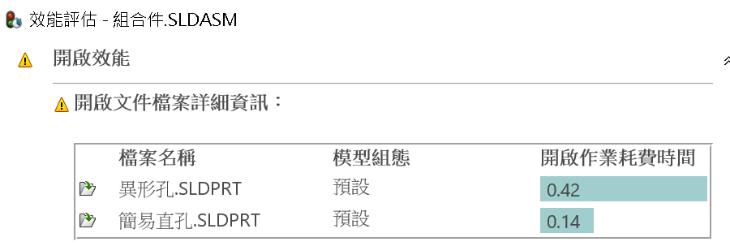 效能評估 - 組合件.SLDASM
開啟效能
開啟文件檔案詳細資訊：
檔案名稱 模型組態 開啟作業耗費時間
異形孔.SLDPRT 預設 0.42
簡易直孔.SLDPRT 預設 0.14